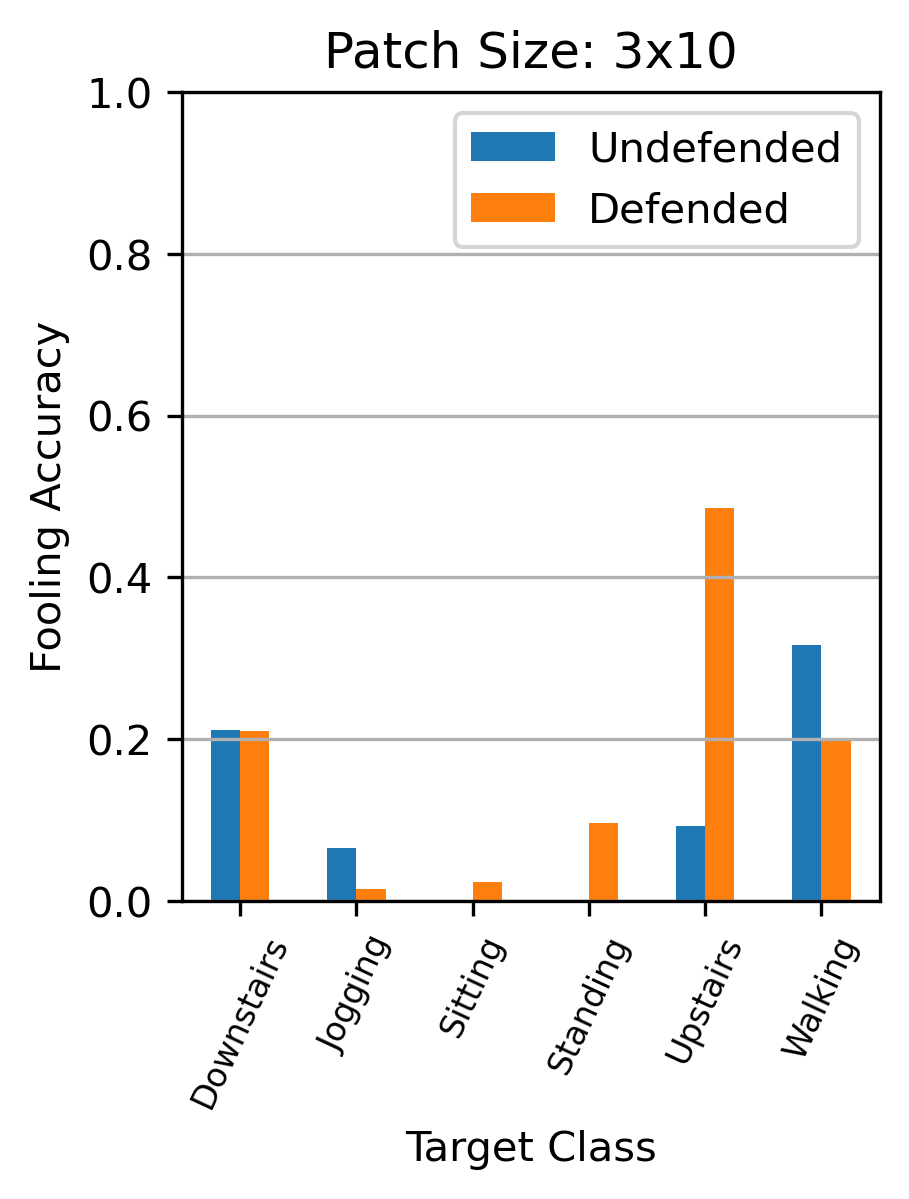 Patch Size: 3x10
1.0
0.8
0.6
0.4
0.2
0.0
Fooling Accuracy
Undefended
Defended
Downstairs
Jogging
Sitting
Standing
Upstairs
Walking
Target Class